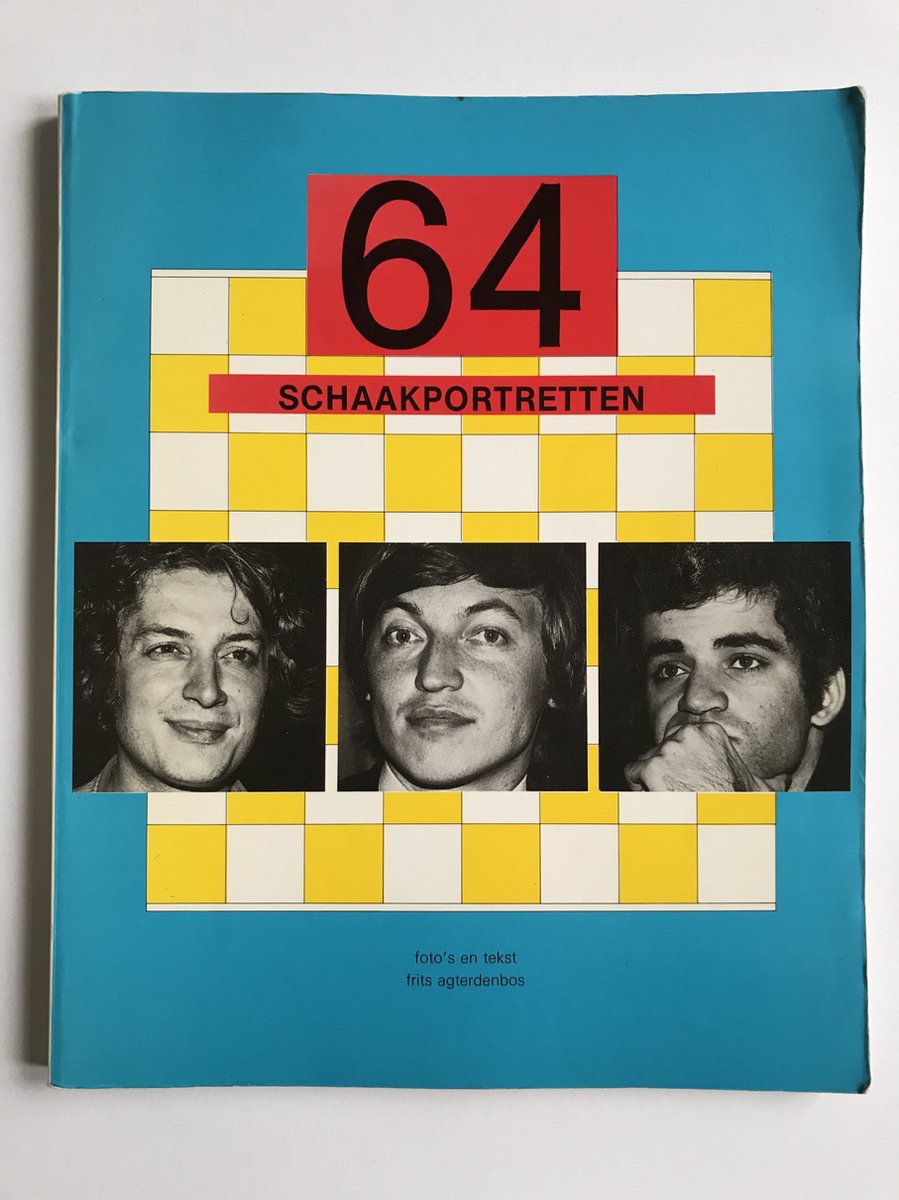 64
SCHAAKPORTRETTEN
foto's en tekst
frits agterdenbos